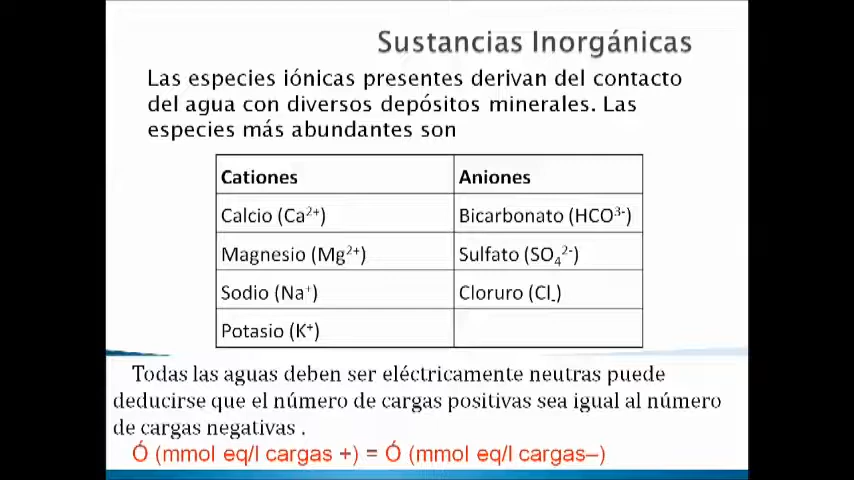 Sustancias Inorgánicas
Las especies iónicas presentes derivan del contacto
del agua con diversos depósitos minerales. Las
especies más abundantes son
Cationes Aniones
Calcio (Ca²⁺) Bicarbonato (HCO³⁻)
Magnesio (Mg²⁺) Sulfato (SO₄²⁻)
Sodio (Na⁺) Cloruro (Cl₋)
Potasio (K⁺)
Todas las aguas deben ser eléctricamente neutras puede
deducirse que el número de cargas positivas sea igual al número
de cargas negativas .
Ó (mmol eq/l cargas +) = Ó (mmol eq/l cargas–)